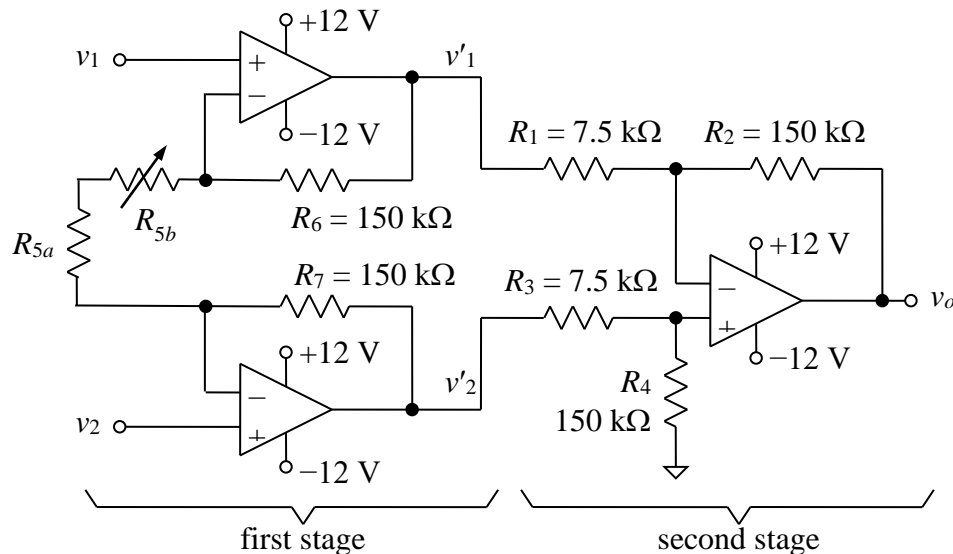 +12 V
v1
+
−
−12 V
v'1
R1 = 7.5 kΩ
R2 = 150 kΩ
R5b
R6 = 150 kΩ
R5a
R7 = 150 kΩ
R3 = 7.5 kΩ
+12 V
−
+
vo
−12 V
+12 V
−
+
v2
v'2
−12 V
R4
150 kΩ
first stage
second stage